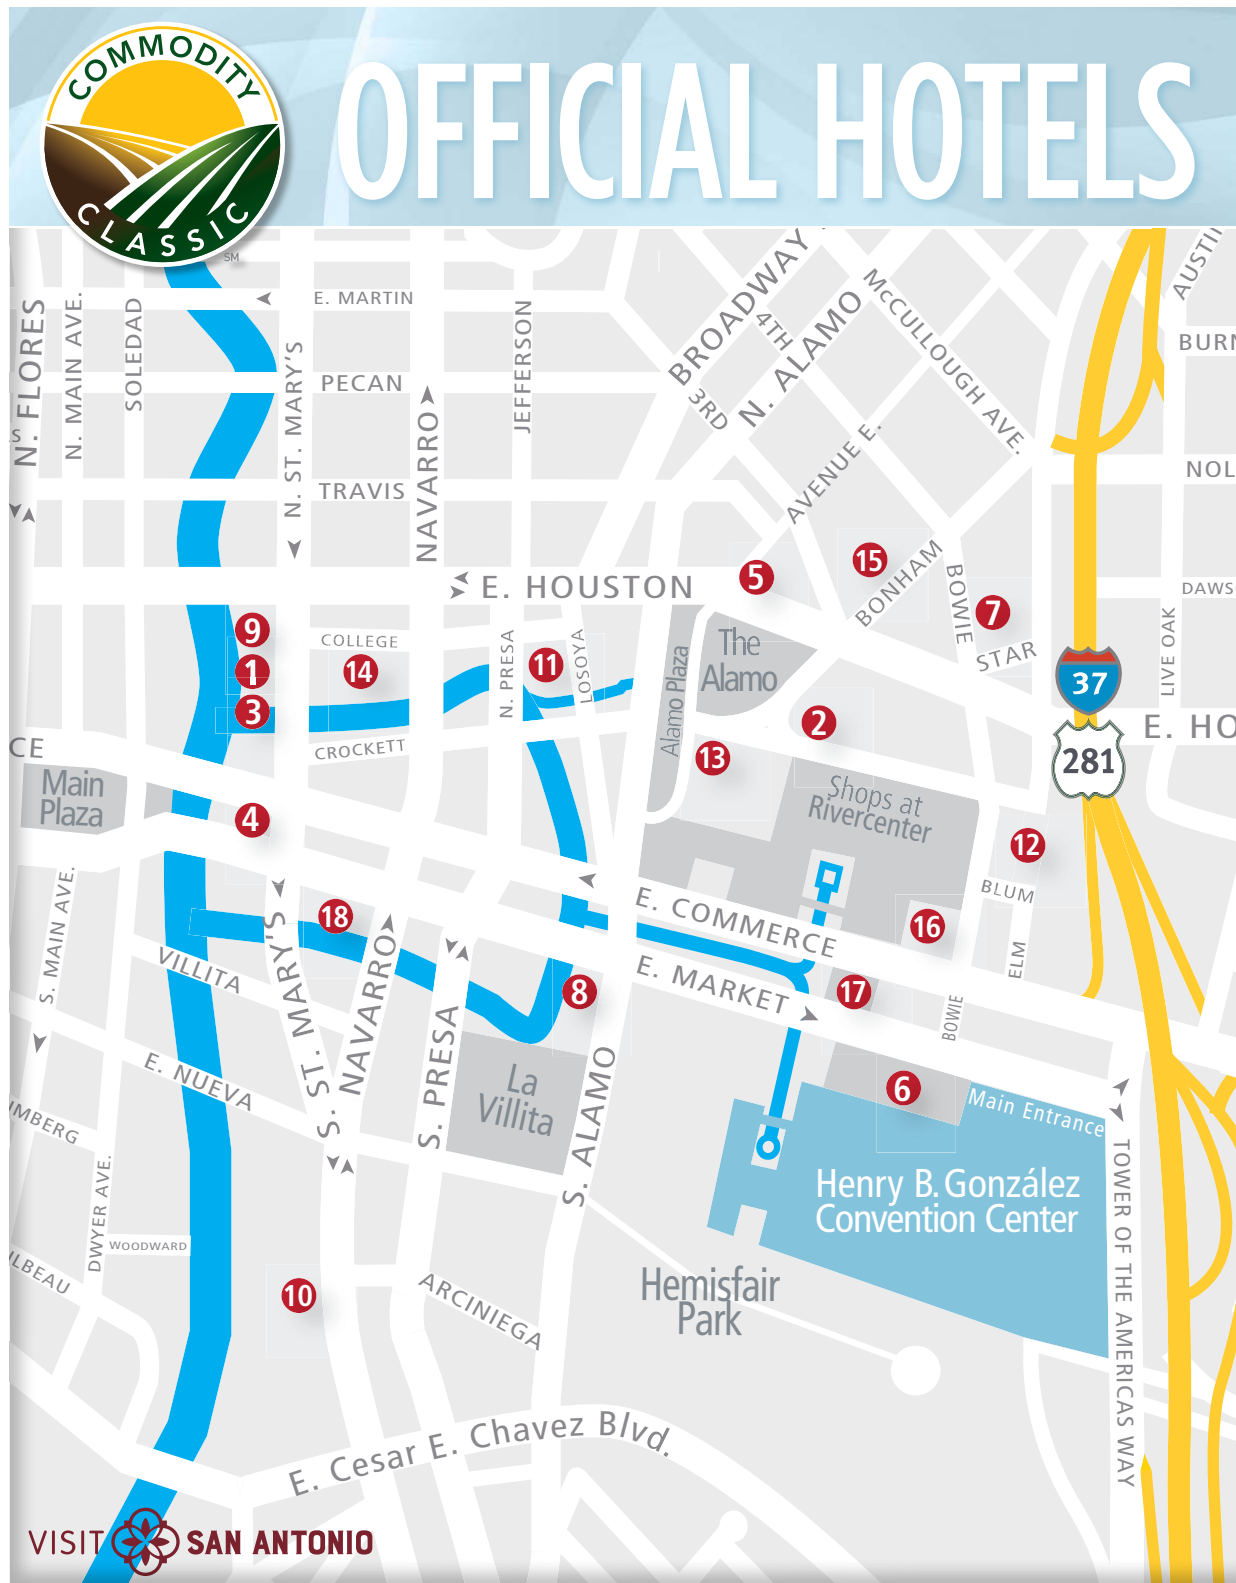 COMMODITY
CLASSIC
SM
OFFICIAL HOTELS
E. MARTIN
PECAN
TRAVIS
E. HOUSTON
COLLEGE
CROCKETT
N. FLORES
N. MAIN AVE.
SOLEDAD
N. ST. MARY'S
NAVARRO
JEFFERSON
BROADWAY
4TH
3RD
N. ALAMO
McCULLOUGH AVE.
AVENUE E.
BONHAM
BOWIE
STAR
AUSTI
BURN
NOL
DAWS
LIVE OAK
E. HO
37
281
N. PRESA
LOSOYA
Alamo Plaza
The
Alamo
Shops at
Rivercenter
CE
Main
Plaza
5
15
7
9
1
14
11
3
2
13
4
12
BLUM
18
16
ELM
E. COMMERCE
E. MARKET
17
8
BOWIE
6
Main Entrance
S. MAIN AVE.
VILLITA
S. ST. MARY'S
NAVARRO
S. PRESA
S. ALAMO
La
Villita
E. NUEVA
IMBERG
DWYER AVE.
WOODWARD
ILBEAU
10
ARCINIEGA
Henry B. González
Convention Center
Hemisfair
Park
TOWER OF THE AMERICAS WAY
E. Cesar E. Chavez Blvd.
VISIT SAN ANTONIO